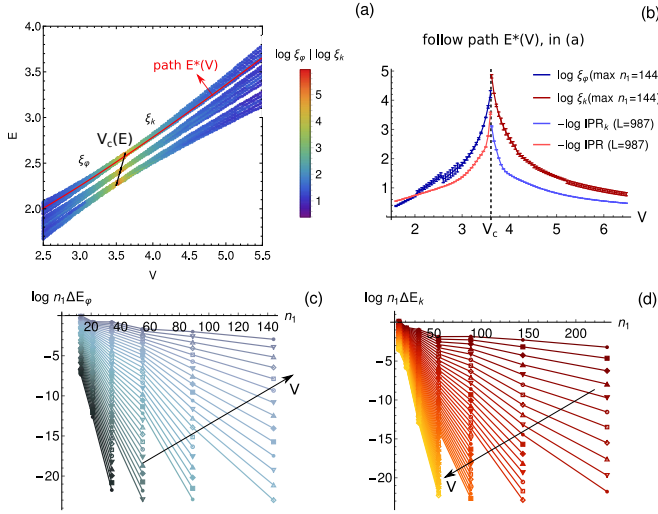 (a)
4.0
3.5
3.0
2.5
2.0
E
2.5 3.0 3.5 4.0 4.5 5.0 5.5
V
path E*(V)
ξk
Vc(E)
ξφ
log ξφ | log ξk
5
4
3
2
1
(b)
follow path E*(V), in (a)
5
4
3
2
1
2 3 Vc 4 5 6
V
log ξφ(max n1=144
log ξk(max n1=144)
−log IPRk (L=987)
−log IPR (L=987)
log n1ΔEφ
(c)
20 40 60 80 100 120 140
n1
−5
−10
−15
−20
V
log n1ΔEk
(d)
50 100 150 200
n1
−5
−10
−15
−20
V